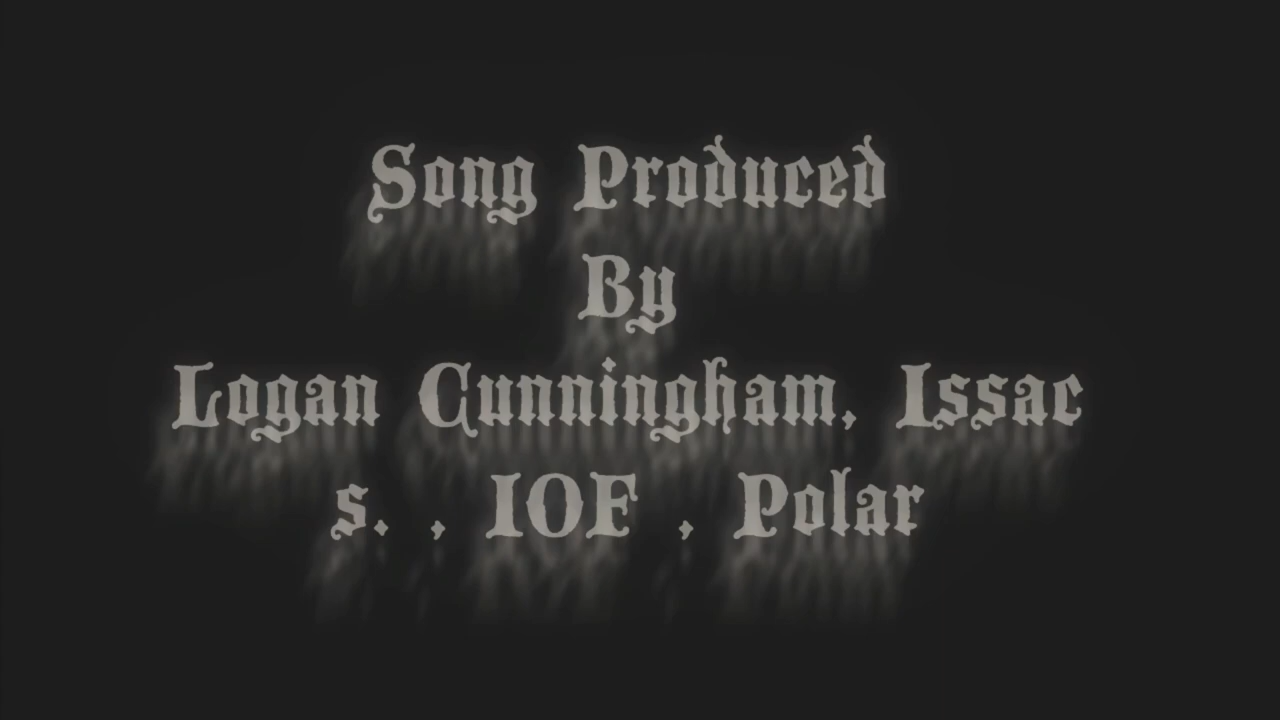 Song Produced
By
Logan Cunningham, Issac
s. , IOF , Polar